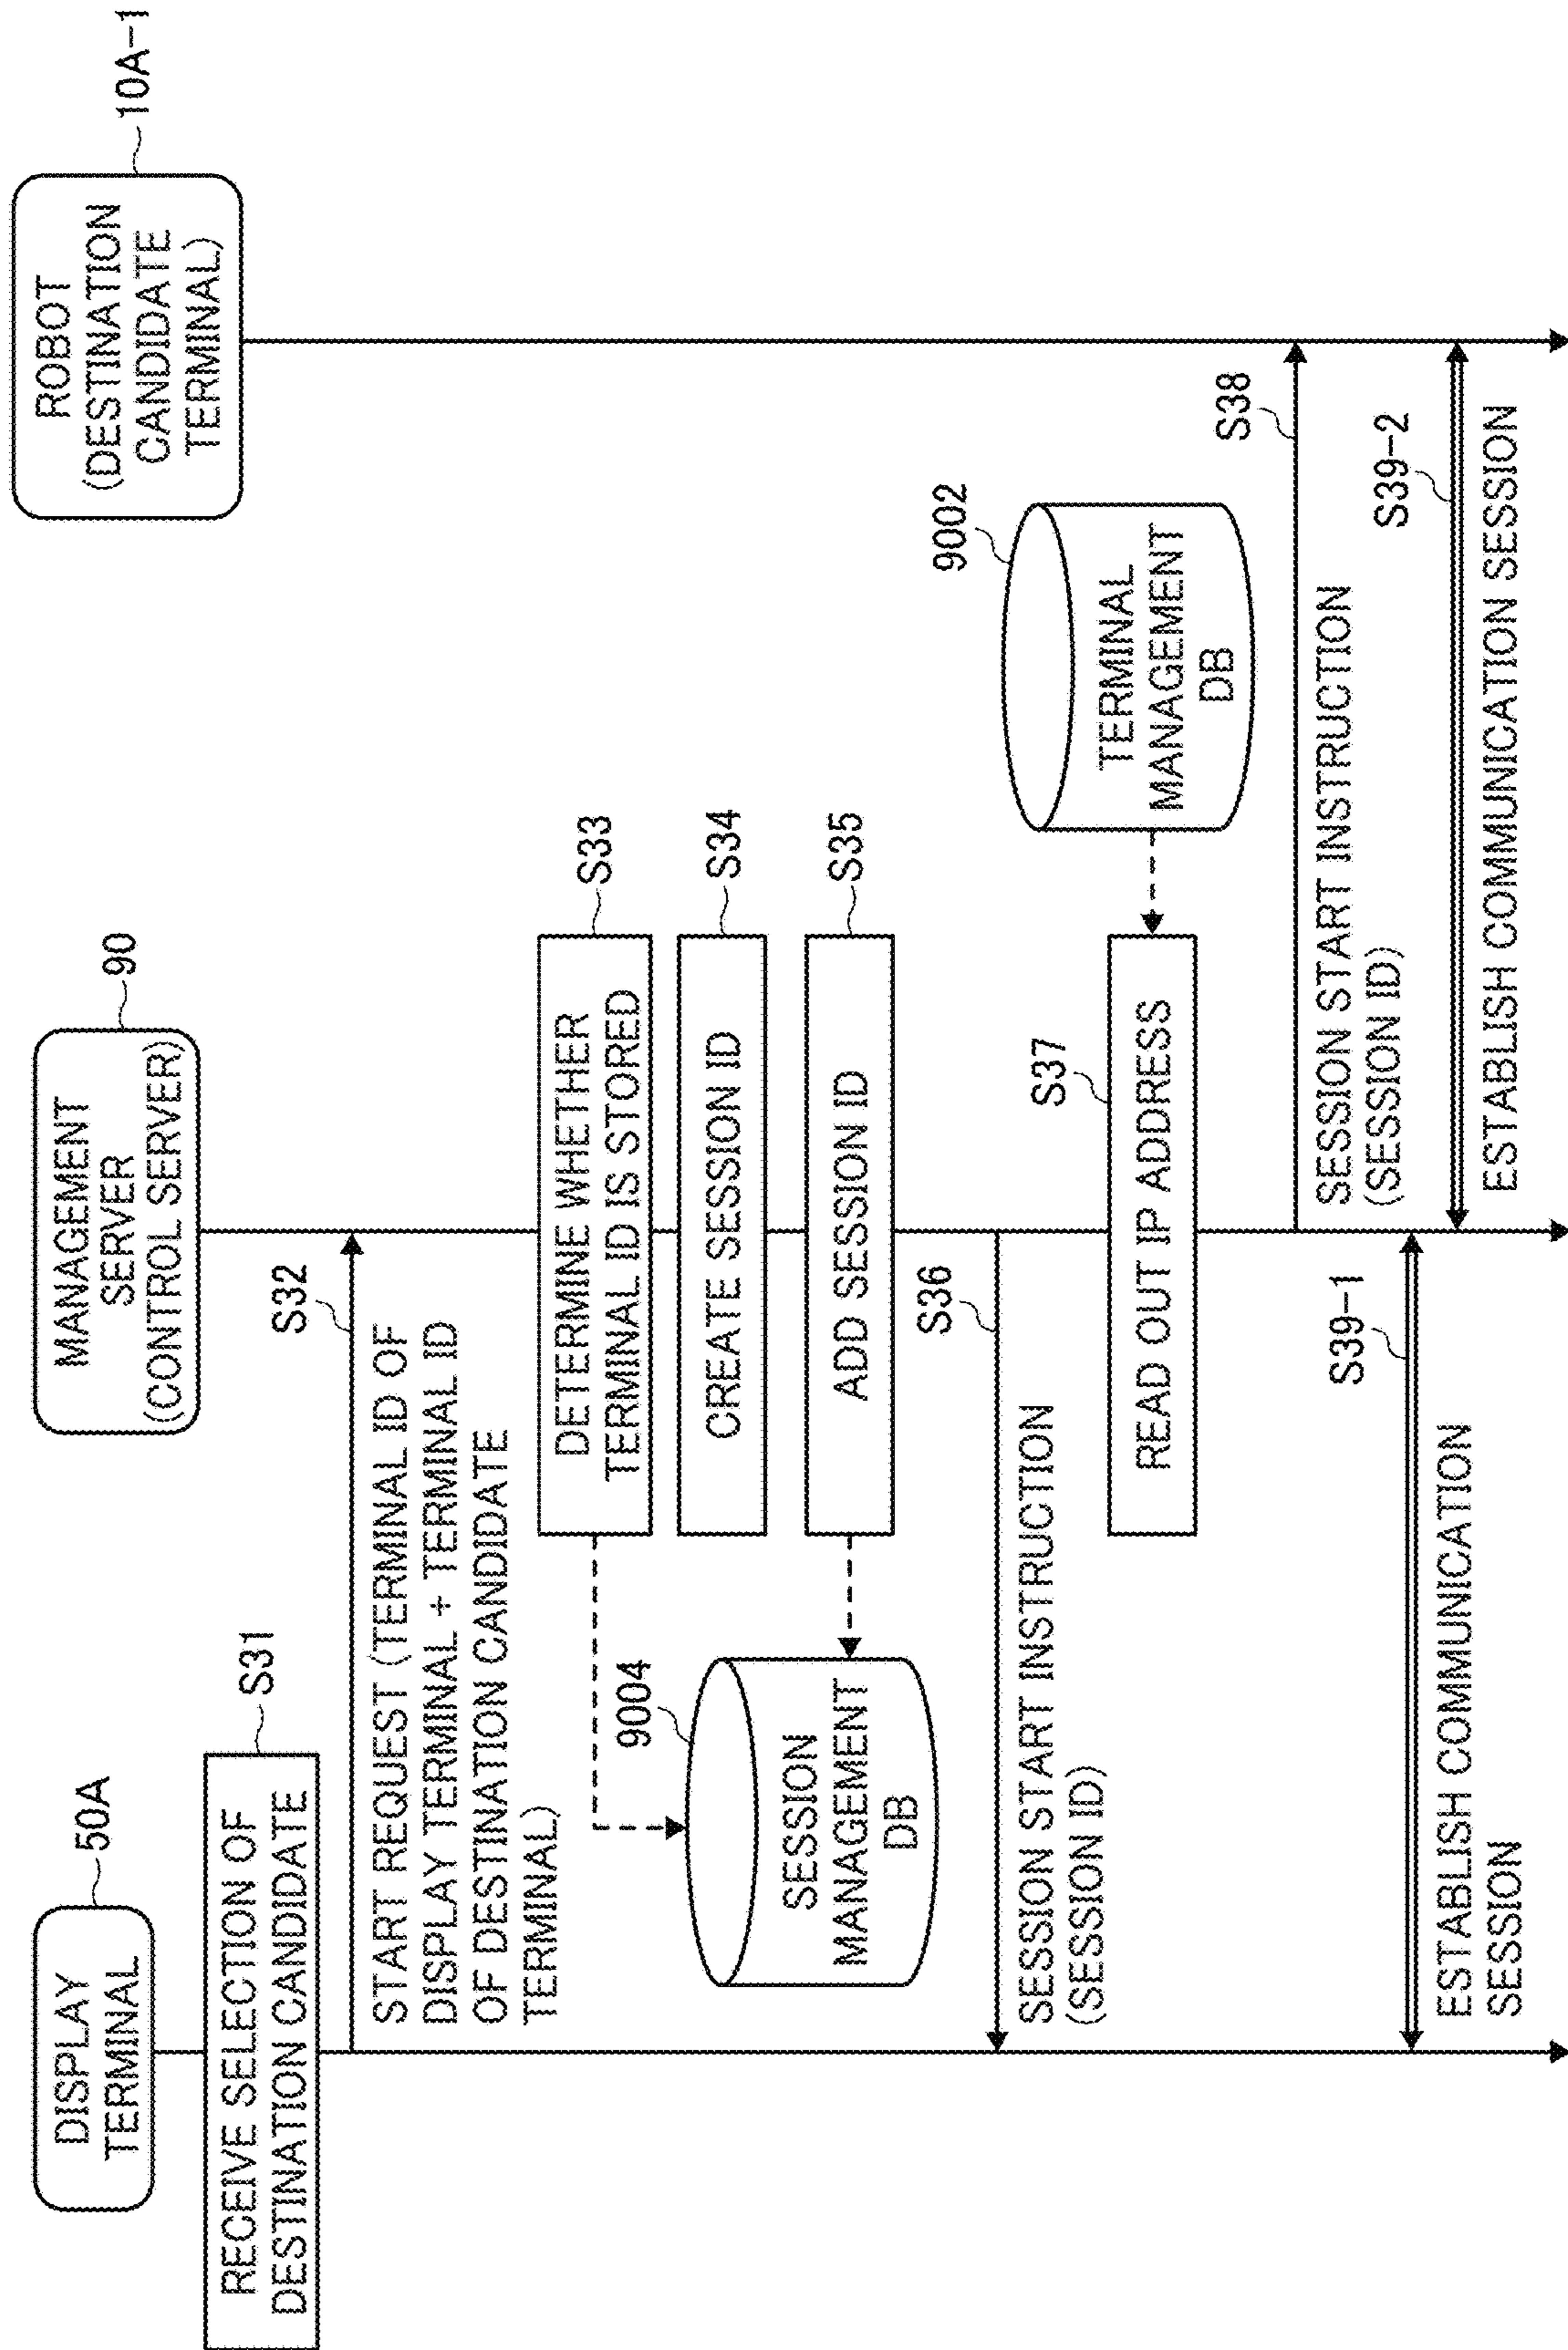 DISPLAY
TERMINAL
50A
MANAGEMENT
SERVER
(CONTROL SERVER)
90
ROBOT
(DESTINATION
CANDIDATE
TERMINAL)
10A-1
RECEIVE SELECTION OF
DESTINATION CANDIDATE
S31
S32
START REQUEST (TERMINAL ID OF
DISPLAY TERMINAL + TERMINAL ID
OF DESTINATION CANDIDATE
TERMINAL)
DETERMINE WHETHER
TERMINAL ID IS STORED
S33
CREATE SESSION ID
S34
ADD SESSION ID
S35
9004
SESSION
MANAGEMENT
DB
S36
SESSION START INSTRUCTION
(SESSION ID)
READ OUT IP ADDRESS
S37
9002
TERMINAL
MANAGEMENT
DB
S38
SESSION START INSTRUCTION
(SESSION ID)
S39-1
ESTABLISH COMMUNICATION
SESSION
S39-2
ESTABLISH COMMUNICATION SESSION